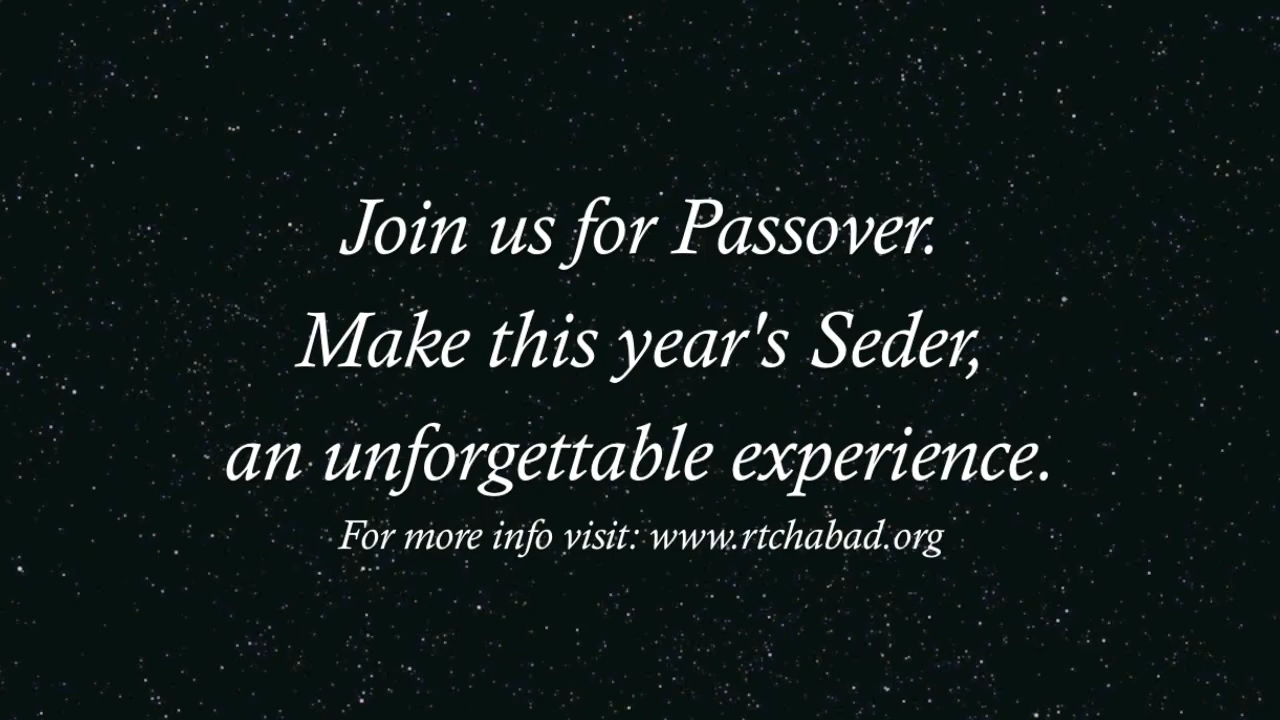 Join us for Passover.
Make this year's Seder,
an unforgettable experience.
For more info visit: www.rtchabad.org